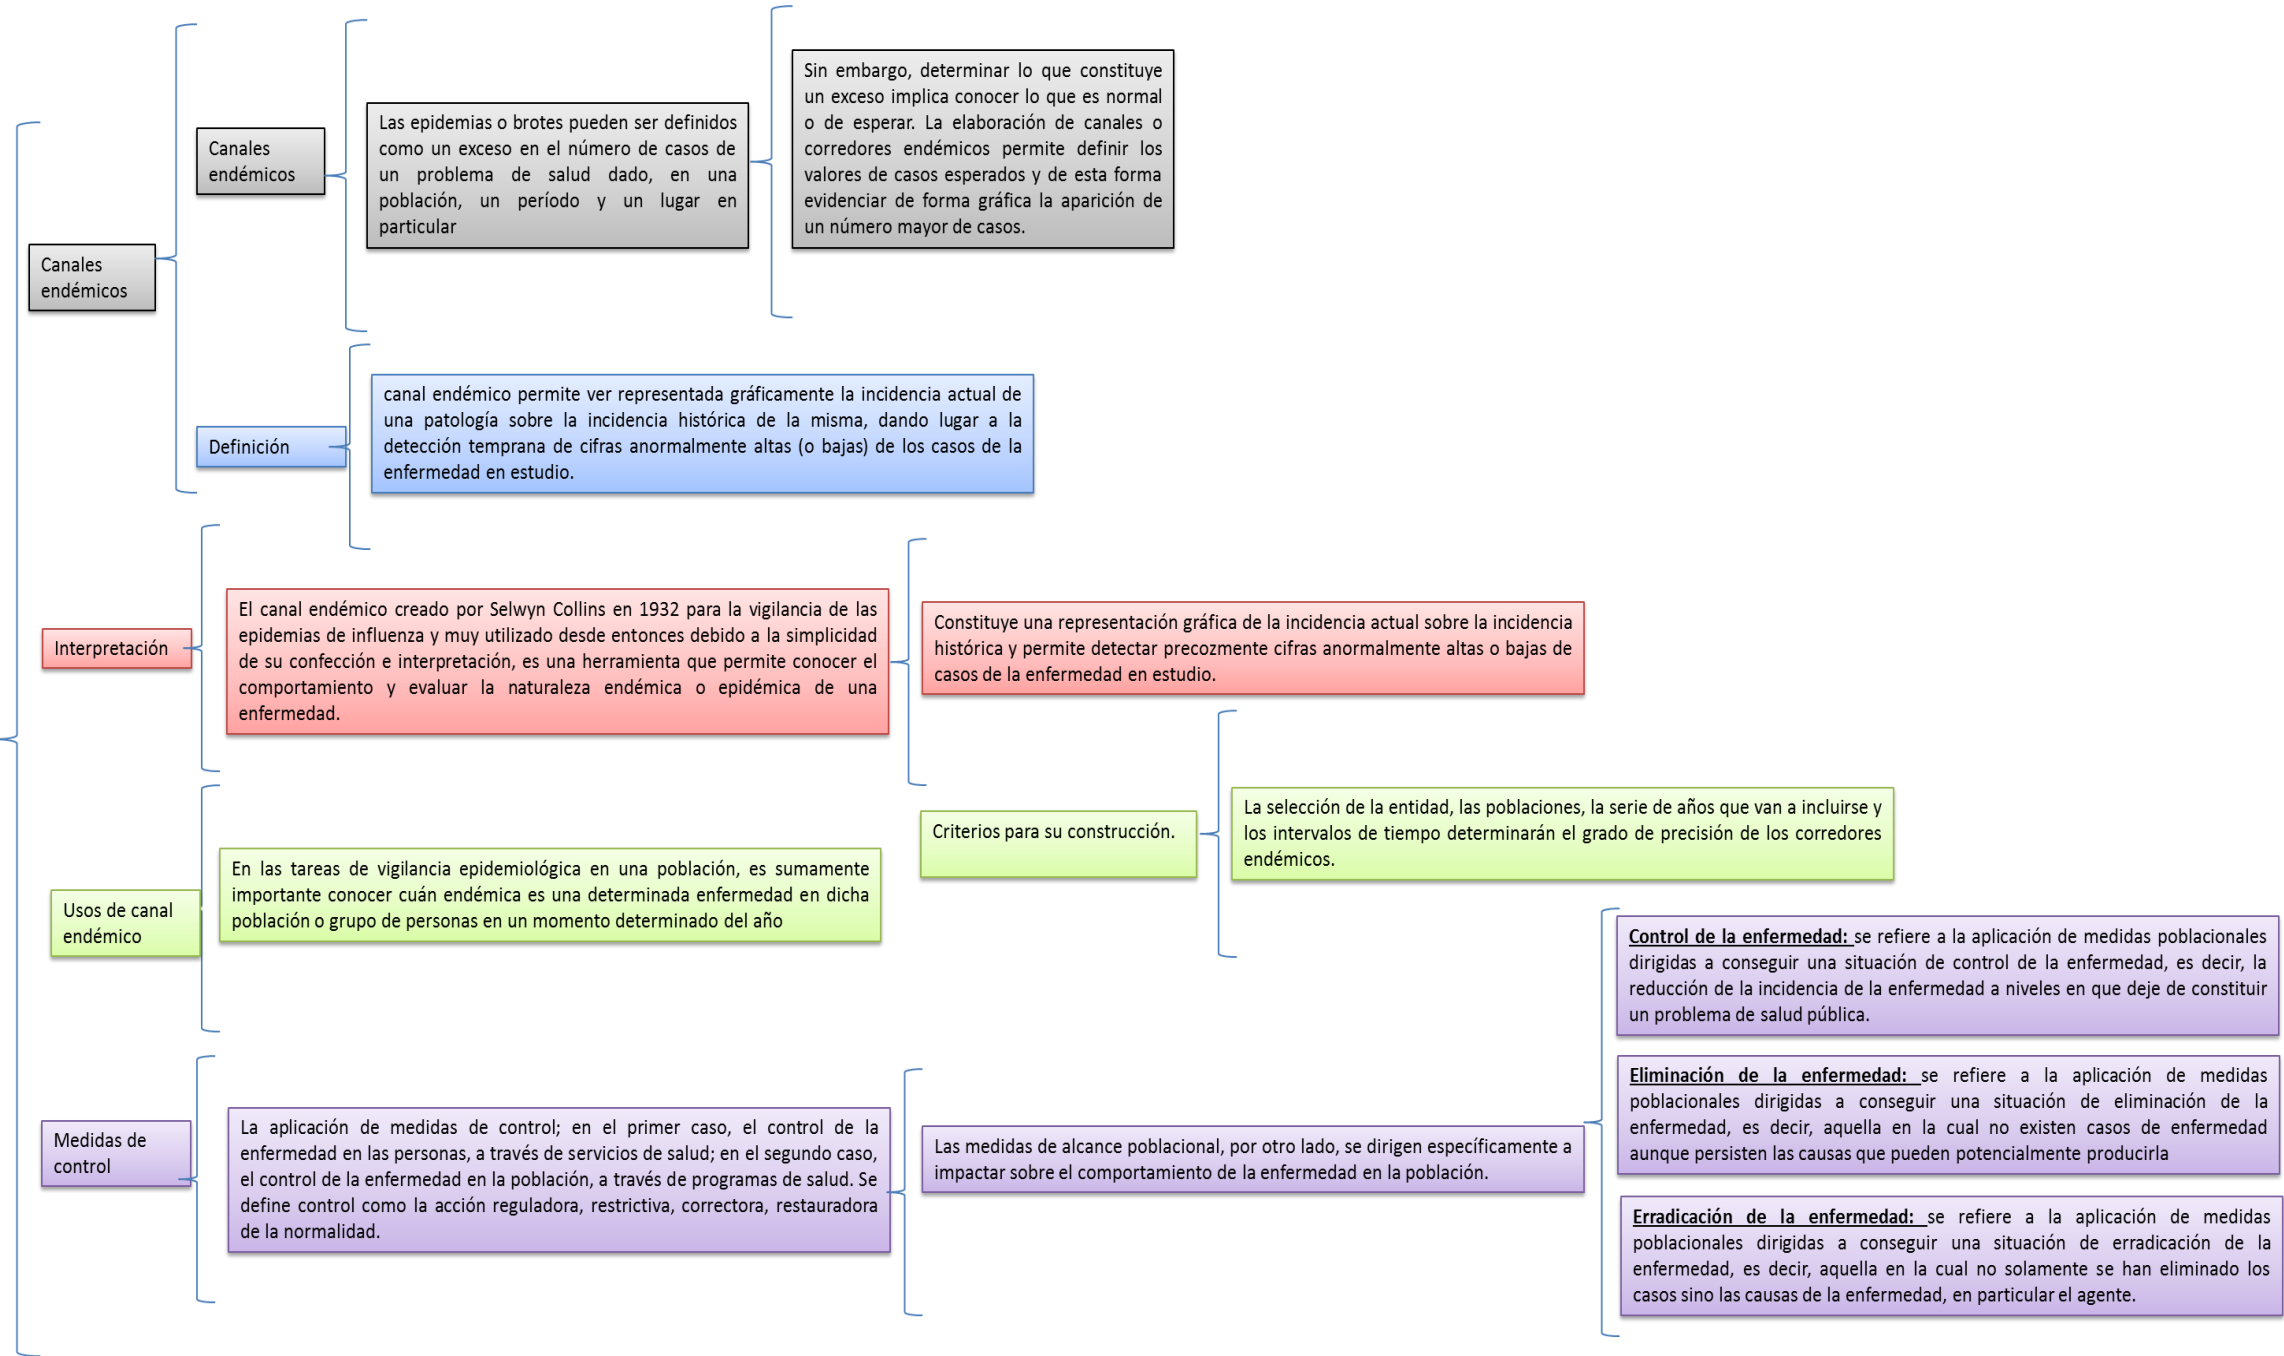 Canales
endémicos
Canales
endémicos
Las epidemias o brotes pueden ser definidos
como un exceso en el número de casos de
un problema de salud dado, en una
población, un período y un lugar en
particular
Sin embargo, determinar lo que constituye
un exceso implica conocer lo que es normal
o de esperar. La elaboración de canales o
corredores endémicos permite definir los
valores de casos esperados y de esta forma
evidenciar de forma gráfica la aparición de
un número mayor de casos.
Definición
canal endémico permite ver representada gráficamente la incidencia actual de
una patología sobre la incidencia histórica de la misma, dando lugar a la
detección temprana de cifras anormalmente altas (o bajas) de los casos de la
enfermedad en estudio.
Interpretación
El canal endémico creado por Selwyn Collins en 1932 para la vigilancia de las
epidemias de influenza y muy utilizado desde entonces debido a la simplicidad
de su confección e interpretación, es una herramienta que permite conocer el
comportamiento y evaluar la naturaleza endémica o epidémica de una
enfermedad.
Constituye una representación gráfica de la incidencia actual sobre la incidencia
histórica y permite detectar precozmente cifras anormalmente altas o bajas de
casos de la enfermedad en estudio.
Usos de canal
endémico
En las tareas de vigilancia epidemiológica en una población, es sumamente
importante conocer cuán endémica es una determinada enfermedad en dicha
población o grupo de personas en un momento determinado del año
Criterios para su construcción.
La selección de la entidad, las poblaciones, la serie de años que van a incluirse y
los intervalos de tiempo determinarán el grado de precisión de los corredores
endémicos.
Medidas de
control
La aplicación de medidas de control; en el primer caso, el control de la
enfermedad en las personas, a través de servicios de salud; en el segundo caso,
el control de la enfermedad en la población, a través de programas de salud. Se
define control como la acción reguladora, restrictiva, correctora, restauradora
de la normalidad.
Las medidas de alcance poblacional, por otro lado, se dirigen específicamente a
impactar sobre el comportamiento de la enfermedad en la población.
Control de la enfermedad: se refiere a la aplicación de medidas poblacionales
dirigidas a conseguir una situación de control de la enfermedad, es decir, la
reducción de la incidencia de la enfermedad a niveles en que deje de constituir
un problema de salud pública.
Eliminación de la enfermedad: se refiere a la aplicación de medidas
poblacionales dirigidas a conseguir una situación de eliminación de la
enfermedad, es decir, aquella en la cual no existen casos de enfermedad
aunque persisten las causas que pueden potencialmente producirla
Erradicación de la enfermedad: se refiere a la aplicación de medidas
poblacionales dirigidas a conseguir una situación de erradicación de la
enfermedad, es decir, aquella en la cual no solamente se han eliminado los
casos sino las causas de la enfermedad, en particular el agente.